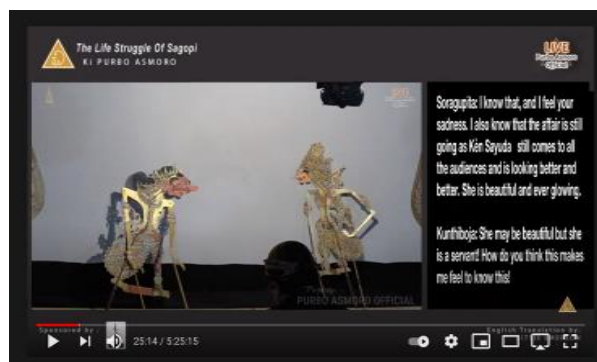 The Life Struggle Of Sagopi
KI PURBO ASMORO
LIVE
Purbo Asmoro
LIVE
Soragupita: I know that, and I feel your
sadness. I also know that the affair is still
going as Kèn Sayuda still comes to all
the audiences and is looking better and
better. She is beautiful and ever glowing.
Kunthiboja: She may be beautiful but she
is a servant! How do you think this makes
me feel to know this!
PURBO ASMORO OFFICIAL
Sponsored by :
English Translation by:
25:14 / 5:25:15